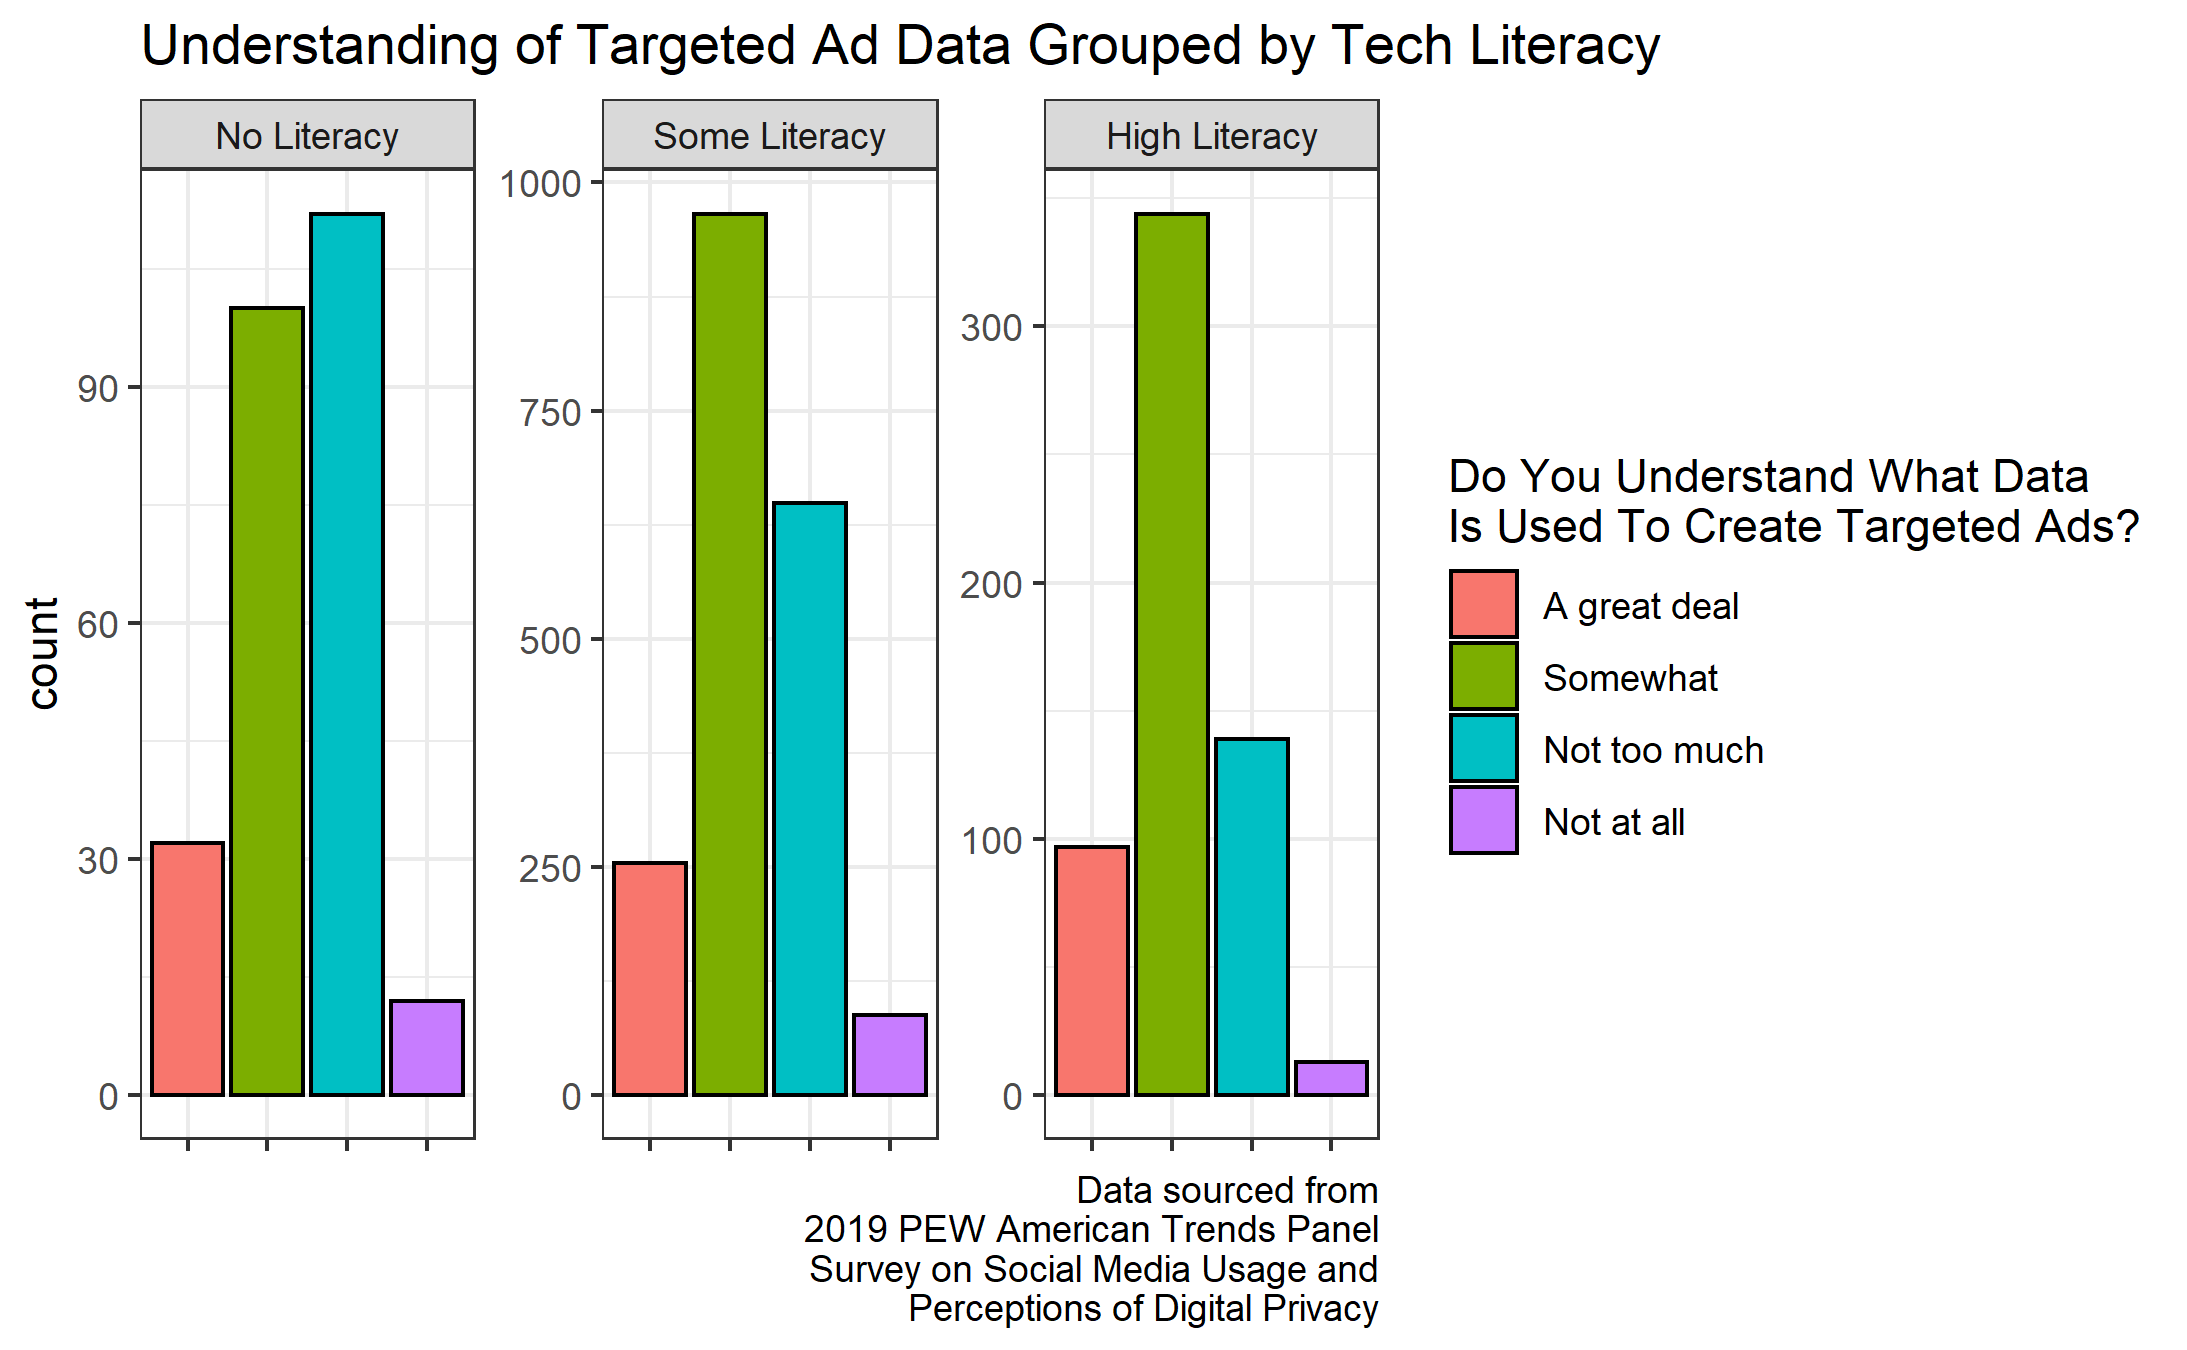 Understanding of Targeted Ad Data Grouped by Tech Literacy
No Literacy
Some Literacy
High Literacy
count
90
60
30
0
1000
750
500
250
0
300
200
100
0
Do You Understand What Data
Is Used To Create Targeted Ads?
A great deal
Somewhat
Not too much
Not at all
Data sourced from
2019 PEW American Trends Panel
Survey on Social Media Usage and
Perceptions of Digital Privacy